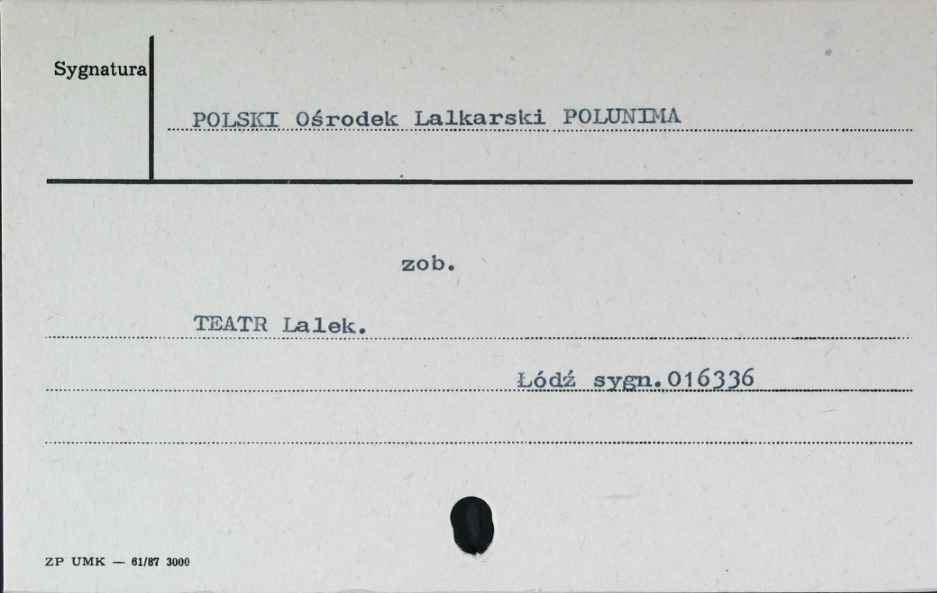 Sygnatura
POLSKI Ośrodek Lalkarski POLUNIMA
zob.
TEATR Lalek.
Łódź sygn.016336
ZP UMK — 61/87 3000